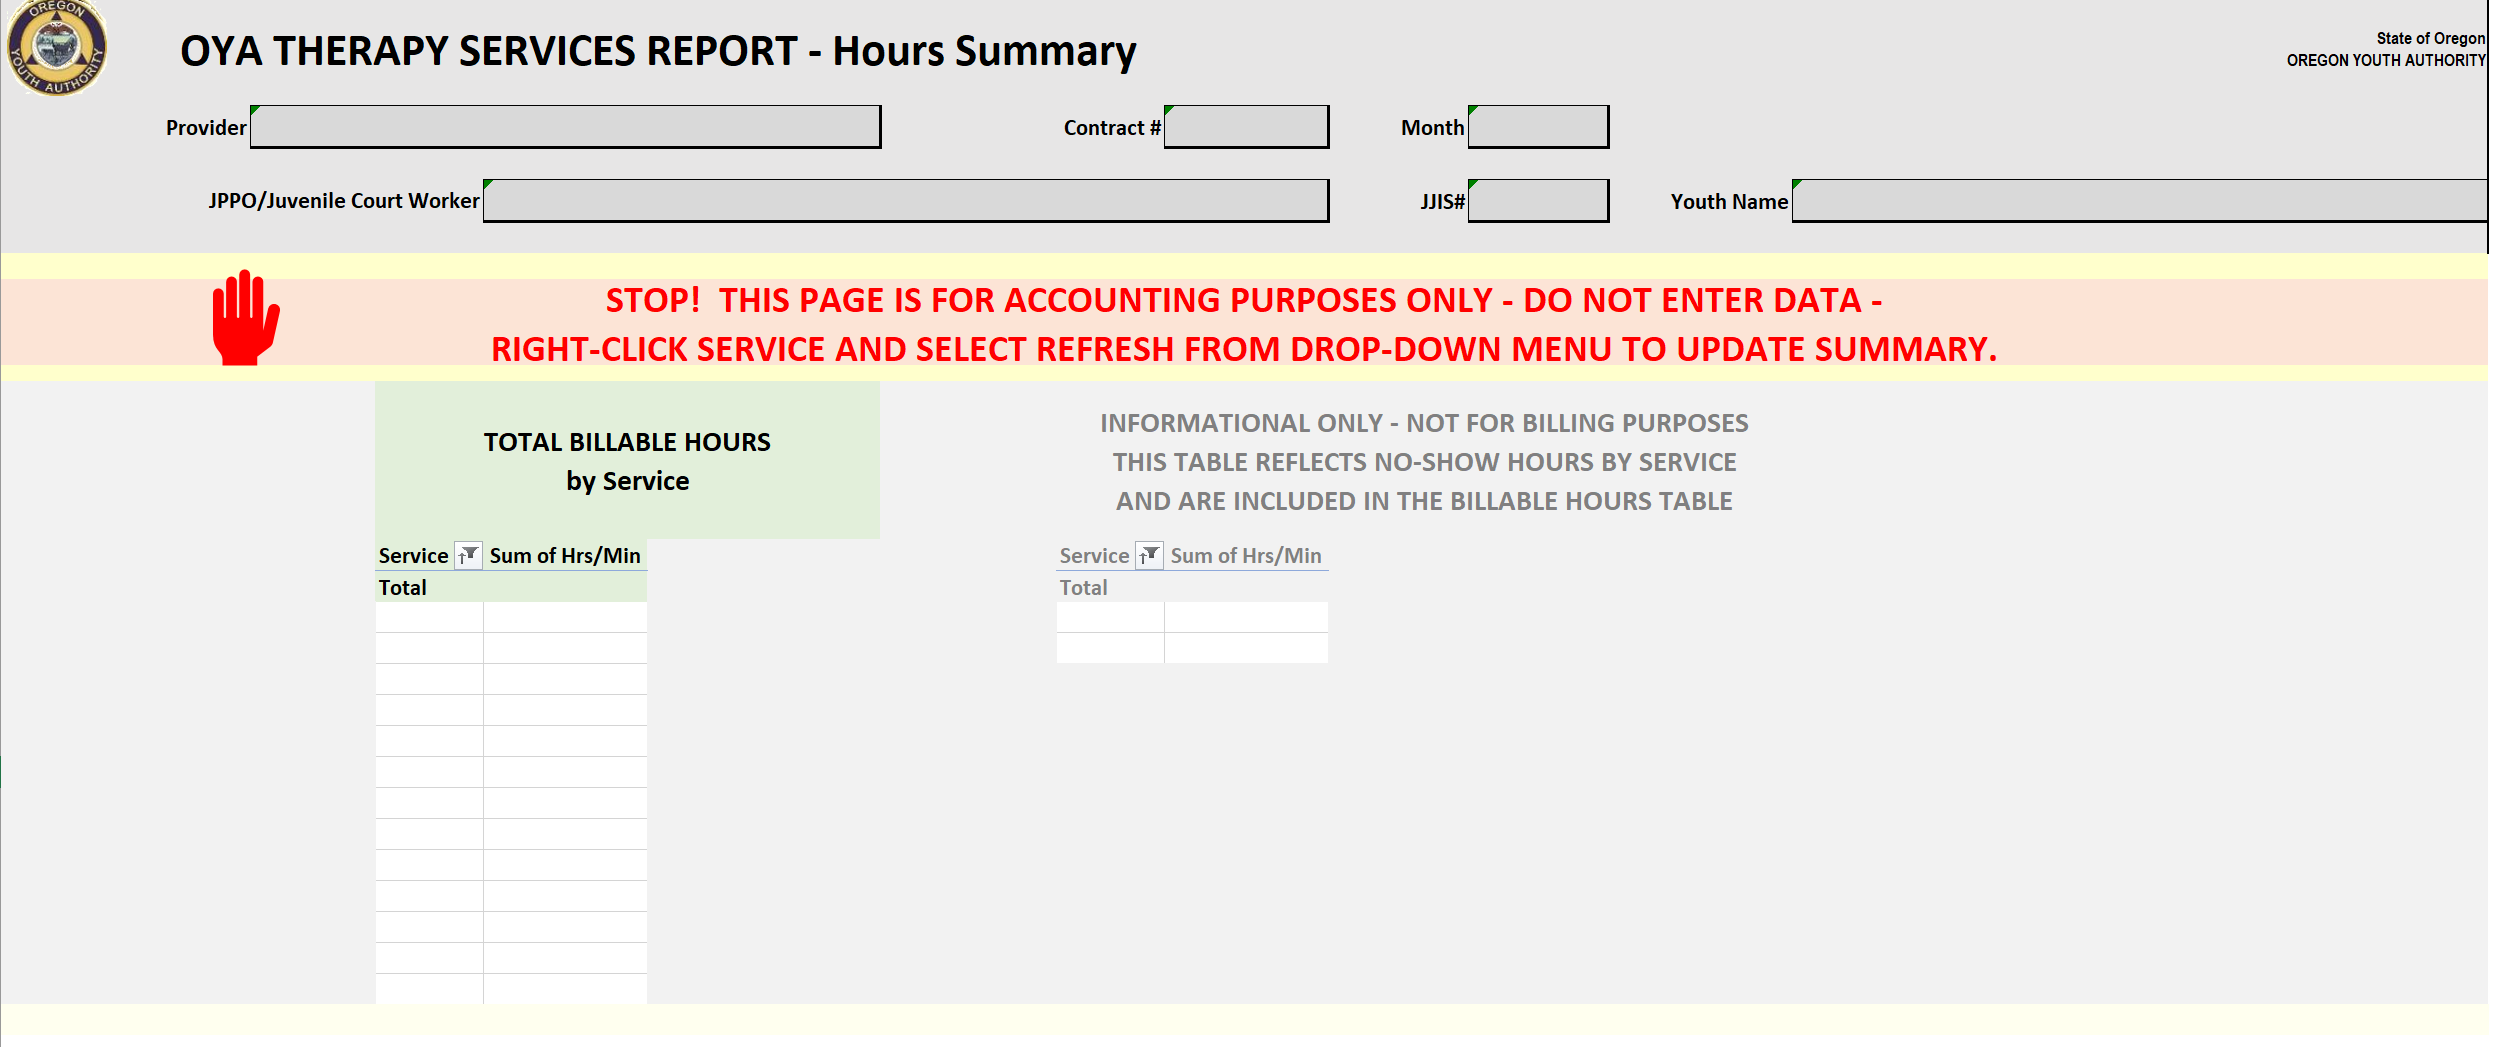 OREGON
YOUTH AUTHORITY
OYA THERAPY SERVICES REPORT - Hours Summary
State of Oregon
OREGON YOUTH AUTHORITY
Provider
Contract #
Month
JPPO/Juvenile Court Worker
JJIS#
Youth Name
STOP!  THIS PAGE IS FOR ACCOUNTING PURPOSES ONLY - DO NOT ENTER DATA -
RIGHT-CLICK SERVICE AND SELECT REFRESH FROM DROP-DOWN MENU TO UPDATE SUMMARY.
TOTAL BILLABLE HOURS
by Service
INFORMATIONAL ONLY - NOT FOR BILLING PURPOSES
THIS TABLE REFLECTS NO-SHOW HOURS BY SERVICE
AND ARE INCLUDED IN THE BILLABLE HOURS TABLE
Service Sum of Hrs/Min
Total
Service Sum of Hrs/Min
Total